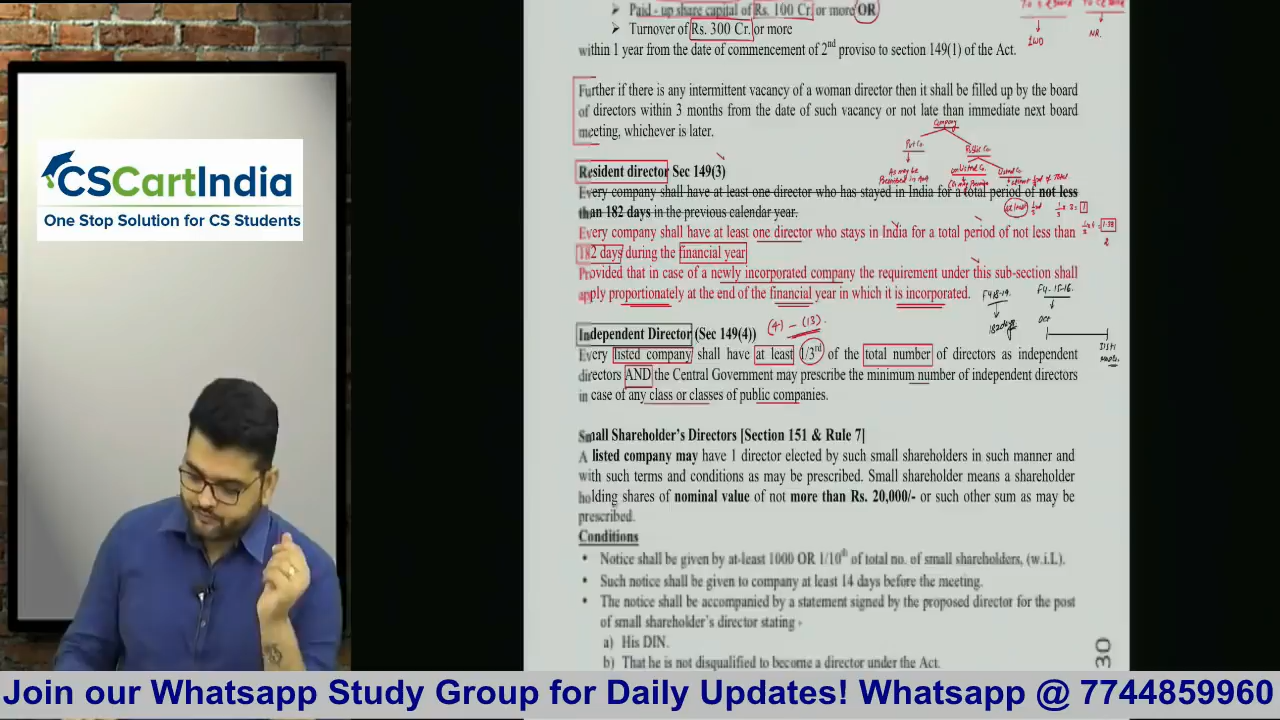 CSCartIndia
One Stop Solution for CS Students
Paid - up share capital of Rs. 100 Cr. or more OR
Turnover of Rs. 300 Cr. or more
within 1 year from the date of commencement of 2nd proviso to section 149(1) of the Act.
Further if there is any intermittent vacancy of a woman director then it shall be filled up by the board
of directors within 3 months from the date of such vacancy or not late than immediate next board
meeting, whichever is later.
Resident director Sec 149(3)
Every company shall have at least one director who has stayed in India for a total period of not less
than 182 days in the previous calendar year.
Every company shall have at least one director who stays in India for a total period of not less than
182 days during the financial year
Provided that in case of a newly incorporated company the requirement under this sub-section shall
apply proportionately at the end of the financial year in which it is incorporated.
(4) - (13)
Independent Director (Sec 149(4))
Every listed company shall have at least 1/3rd of the total number of directors as independent
directors AND the Central Government may prescribe the minimum number of independent directors
in case of any class or classes of public companies.
Small Shareholder's Directors [Section 151 & Rule 7]
A listed company may have 1 director elected by such small shareholders in such manner and
with such terms and conditions as may be prescribed. Small shareholder means a shareholder
holding shares of nominal value of not more than Rs. 20,000/- or such other sum as may be
prescribed.
Conditions
Notice shall be given by at-least 1000 OR 1/10th of total no. of small shareholders, (w.i.L).
Such notice shall be given to company at least 14 days before the meeting.
The notice shall be accompanied by a statement signed by the proposed director for the post
of small shareholder's director stating -
a) His DIN.
b) That he is not disqualified to become a director under the Act.
30
Join our Whatsapp Study Group for Daily Updates! Whatsapp @ 7744859960